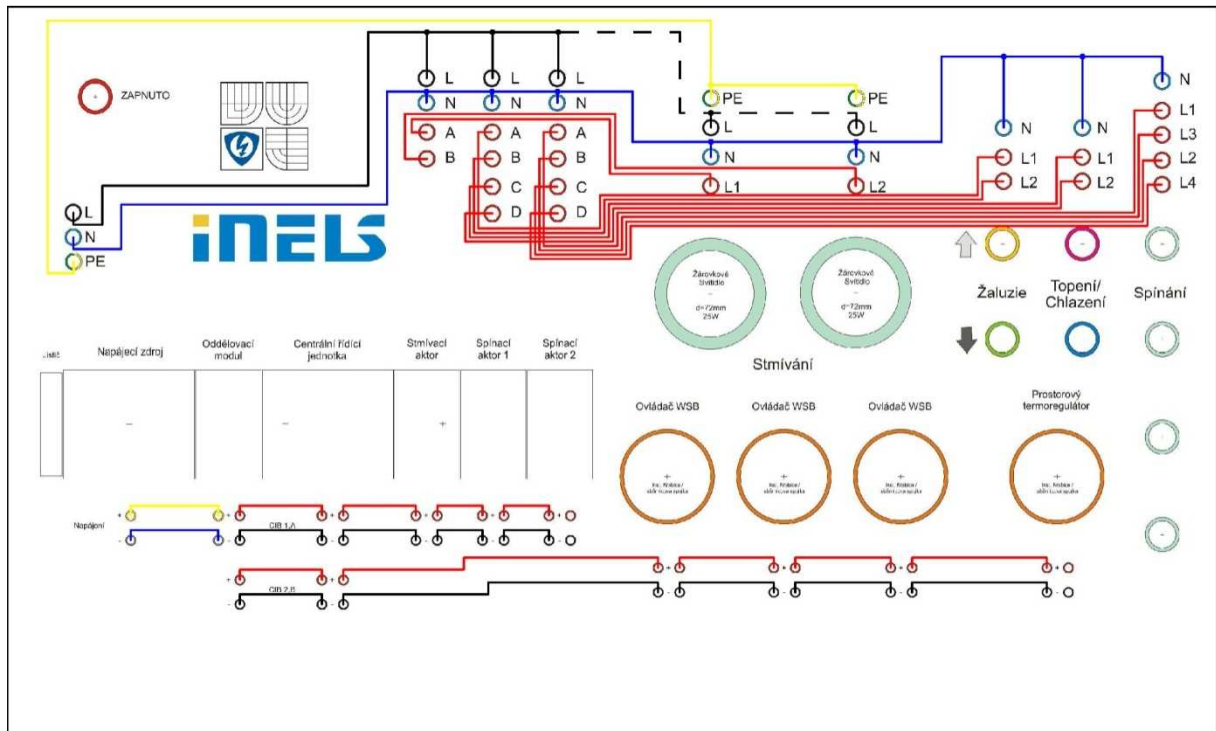 ZAPNUTO
L L L
N N N
A A A
B B B
C C
D D
PE PE
L L
N N
L1 L2
N N N
L1 L1 L1
L2 L2 L3
L2
L4
L
N
PE
iNELS
Žárovkové
Svítidlo
d=72mm
25W
Žárovkové
Svítidlo
d=72mm
25W
Žaluzie
Topení/
Chlazení
Spínání
Stmívání
Jistič
Napájecí zdroj
Oddělovací
modul
Centrální řídící
jednotka
Stmívací
aktor
Spínací
aktor 1
Spínací
aktor 2
Ovládač WSB
Ovládač WSB
Ovládač WSB
Prostorový
termoregulátor
Napájení
CIB 1,A
CIB 2,B